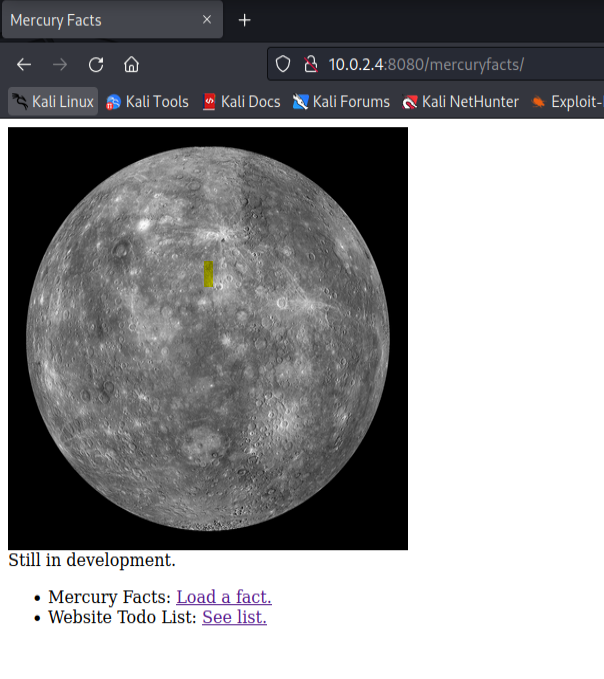 Mercury Facts
10.0.2.4:8080/mercuryfacts/
Kali Linux Kali Tools Kali Docs Kali Forums Kali NetHunter Exploit-
Still in development.
Mercury Facts: Load a fact.
Website Todo List: See list.